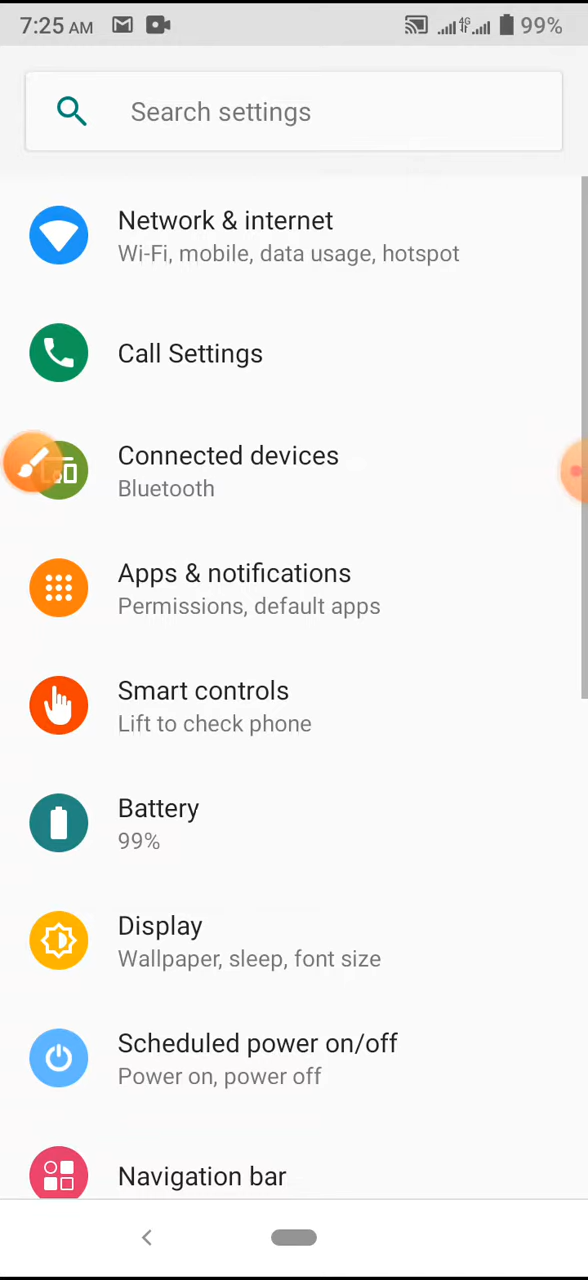 7:25 AM 4G 99%
Search settings
Network & internet
Wi-Fi, mobile, data usage, hotspot
Call Settings
Connected devices
Bluetooth
Apps & notifications
Permissions, default apps
Smart controls
Lift to check phone
Battery
99%
Display
Wallpaper, sleep, font size
Scheduled power on/off
Power on, power off
Navigation bar